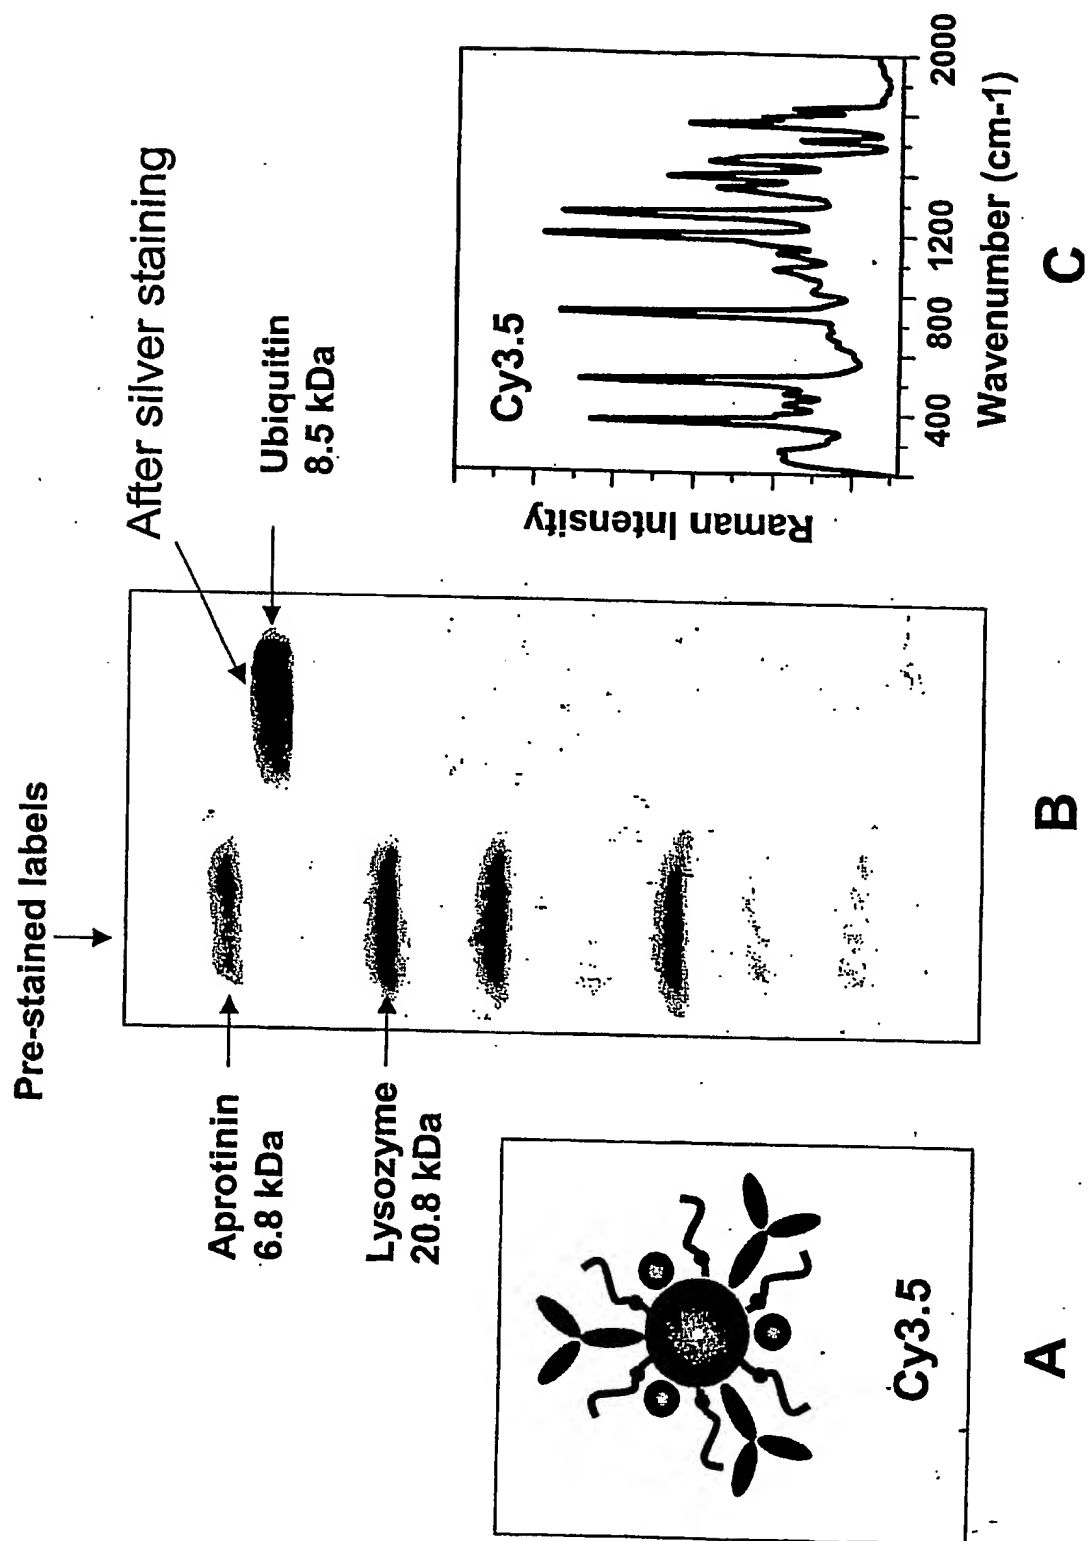 Cy3.5
A
Pre-stained labels
Aprotinin
6.8 kDa
Lysozyme
20.8 kDa
After silver staining
Ubiquitin
8.5 kDa
B
Cy3.5
Raman Intensity
400
800
1200
2000
Wavenumber (cm-1)
C